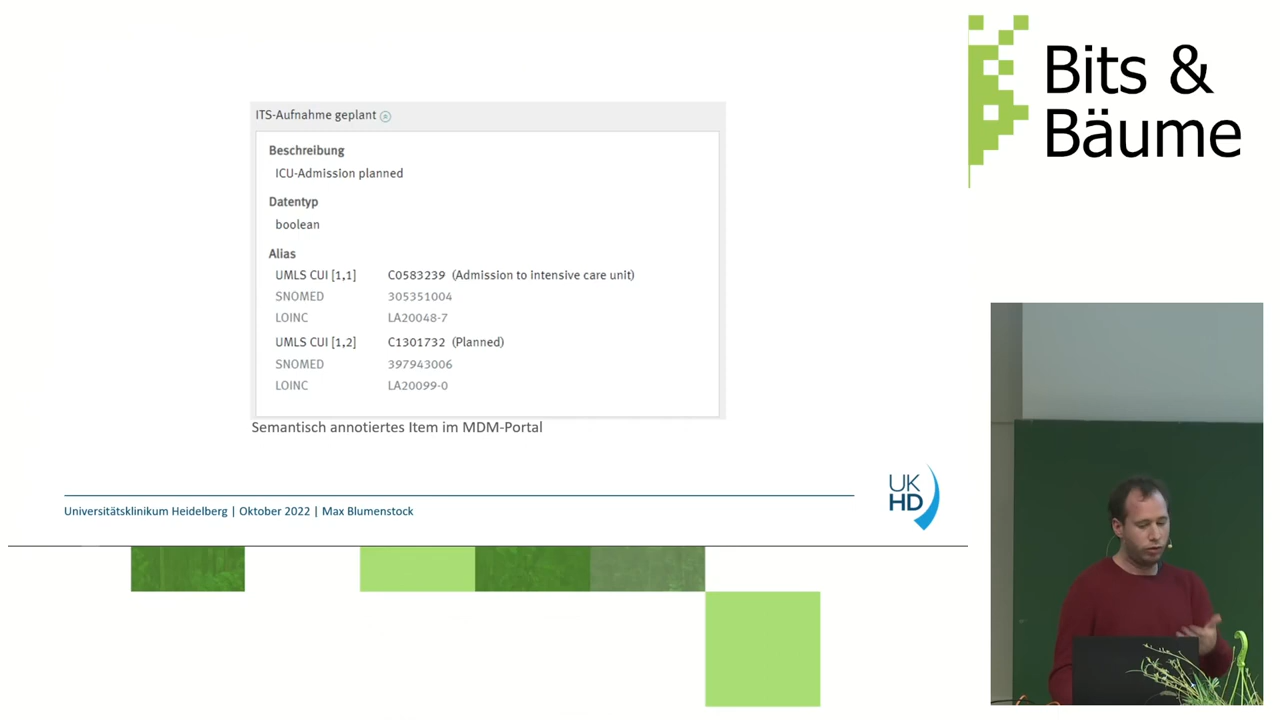 Bits &
Bäume
ITS-Aufnahme geplant
Beschreibung
ICU-Admission planned
Datentyp
boolean
Alias
UMLS CUI [1,1] C0583239 (Admission to intensive care unit)
SNOMED 305351004
LOINC LA20048-7
UMLS CUI [1,2] C1301732 (Planned)
SNOMED 397943006
LOINC LA20099-0
Semantisch annotiertes Item im MDM-Portal
UK
HD
Universitätsklinikum Heidelberg | Oktober 2022 | Max Blumenstock